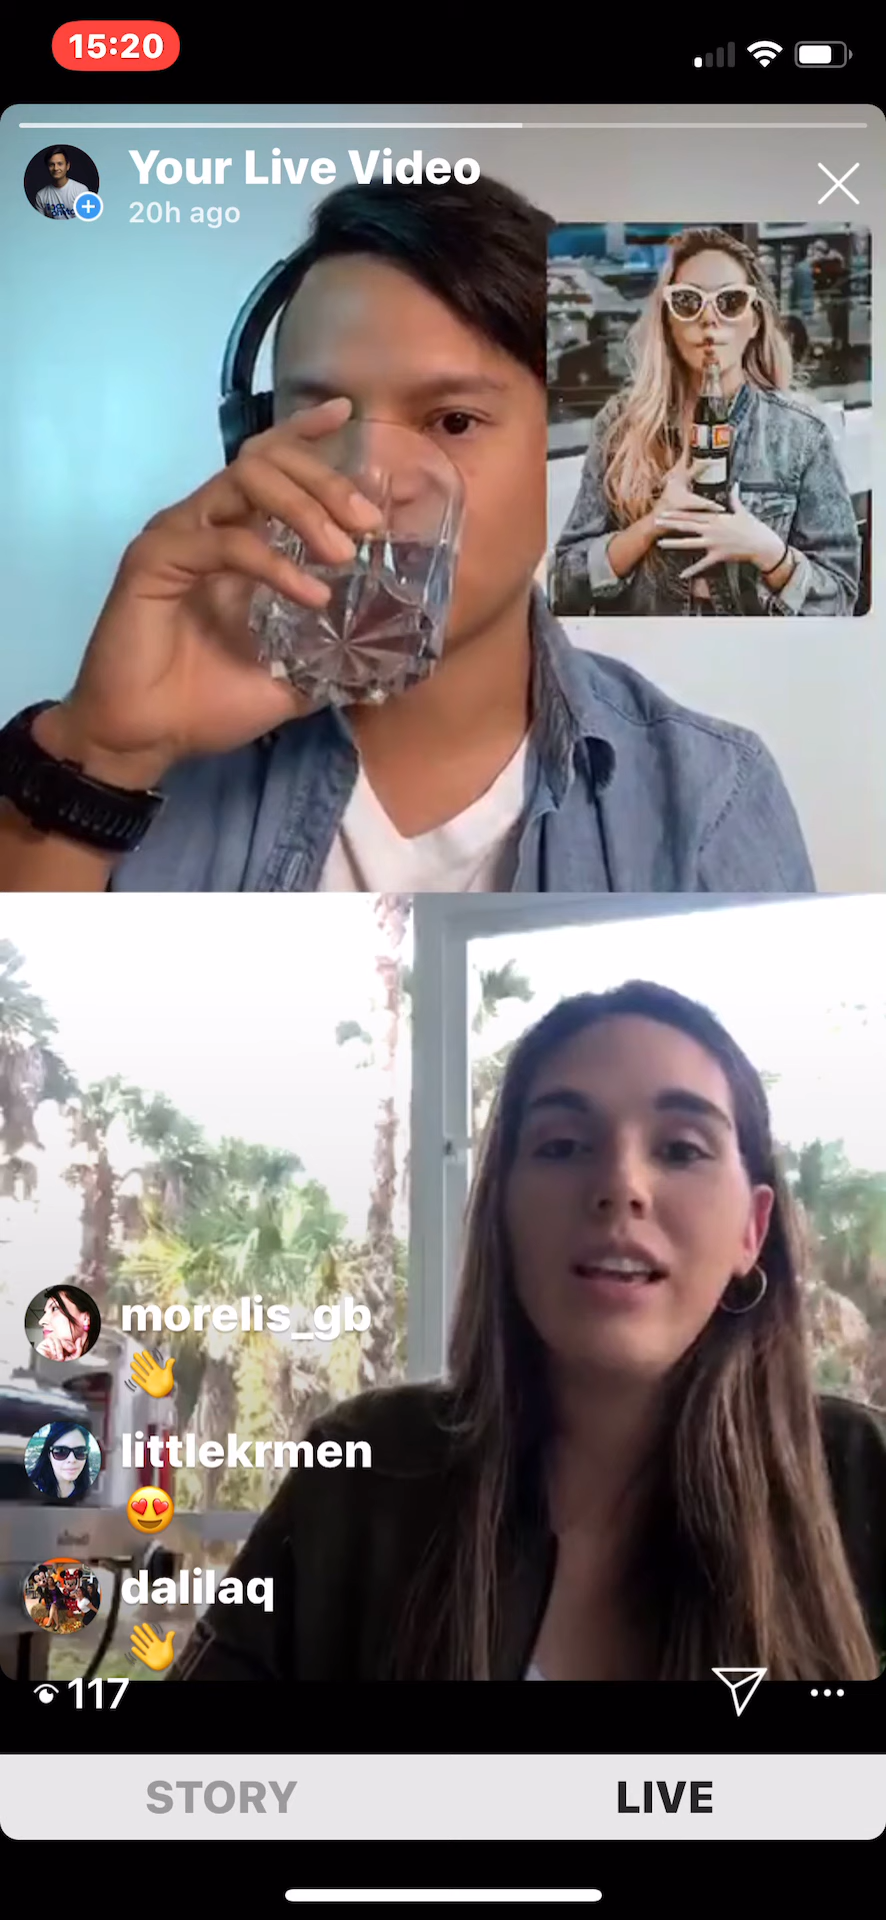 15:20
Your Live Video
20h ago
morelis_gb
👋
littlekrmen
😍
dalilaq
👋
117
STORY
LIVE